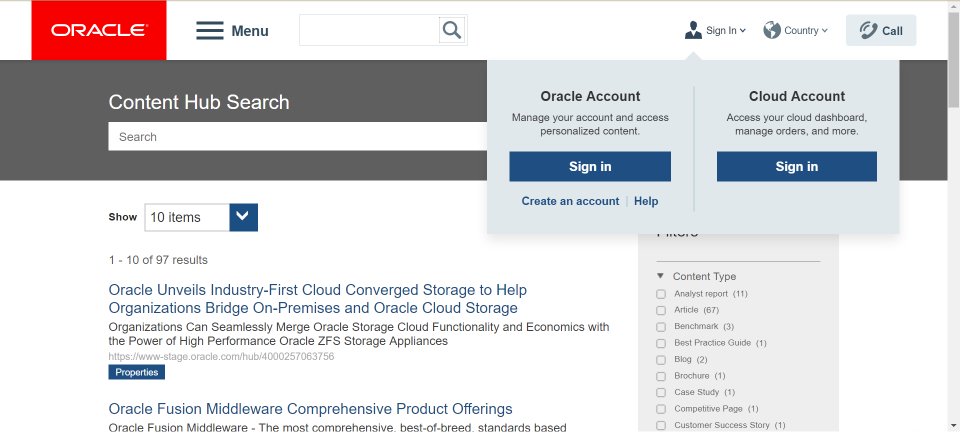 ORACLE
Menu
Sign In
Country
Call
Content Hub Search
Search
Oracle Account
Manage your account and access
personalized content.
Sign in
Create an account | Help
Cloud Account
Access your cloud dashboard,
manage orders, and more.
Sign in
Show
10 items
1 - 10 of 97 results
Oracle Unveils Industry-First Cloud Converged Storage to Help
Organizations Bridge On-Premises and Oracle Cloud Storage
Organizations Can Seamlessly Merge Oracle Storage Cloud Functionality and Economics with
the Power of High Performance Oracle ZFS Storage Appliances
https://www-stage.oracle.com/hub/4000257063756
Properties
Oracle Fusion Middleware Comprehensive Product Offerings
Oracle Fusion Middleware - The most comprehensive, best-of-breed, standards based
Filters
Content Type
Analyst report (11)
Article (67)
Benchmark (3)
Best Practice Guide (1)
Blog (2)
Brochure (1)
Case Study (1)
Competitive Page (1)
Customer Success Story (1)